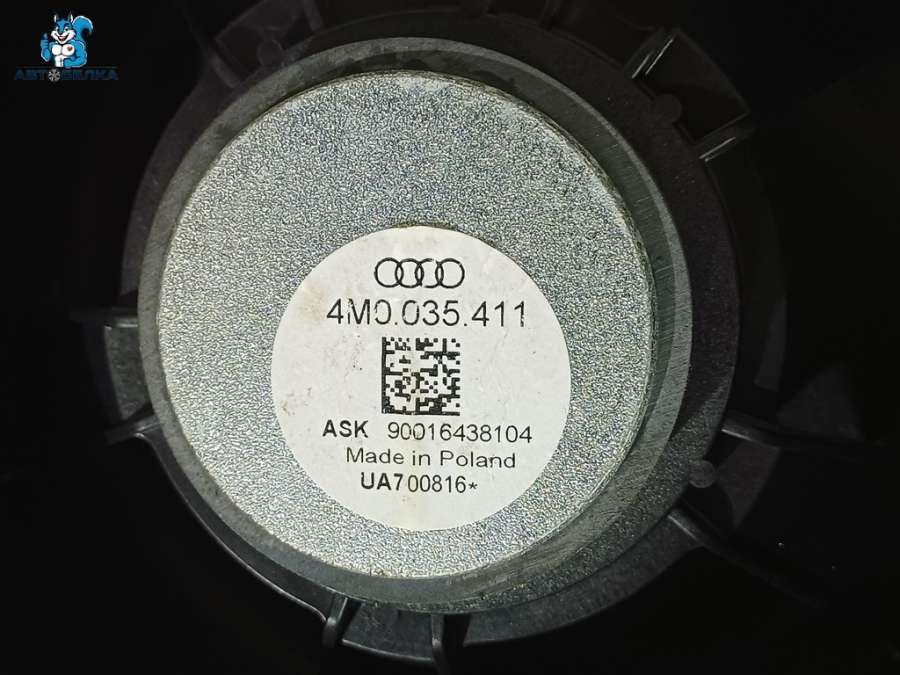 АВТОБЕЛКА
4M0.035.411
ASK 90016438104
Made in Poland
UA700816*